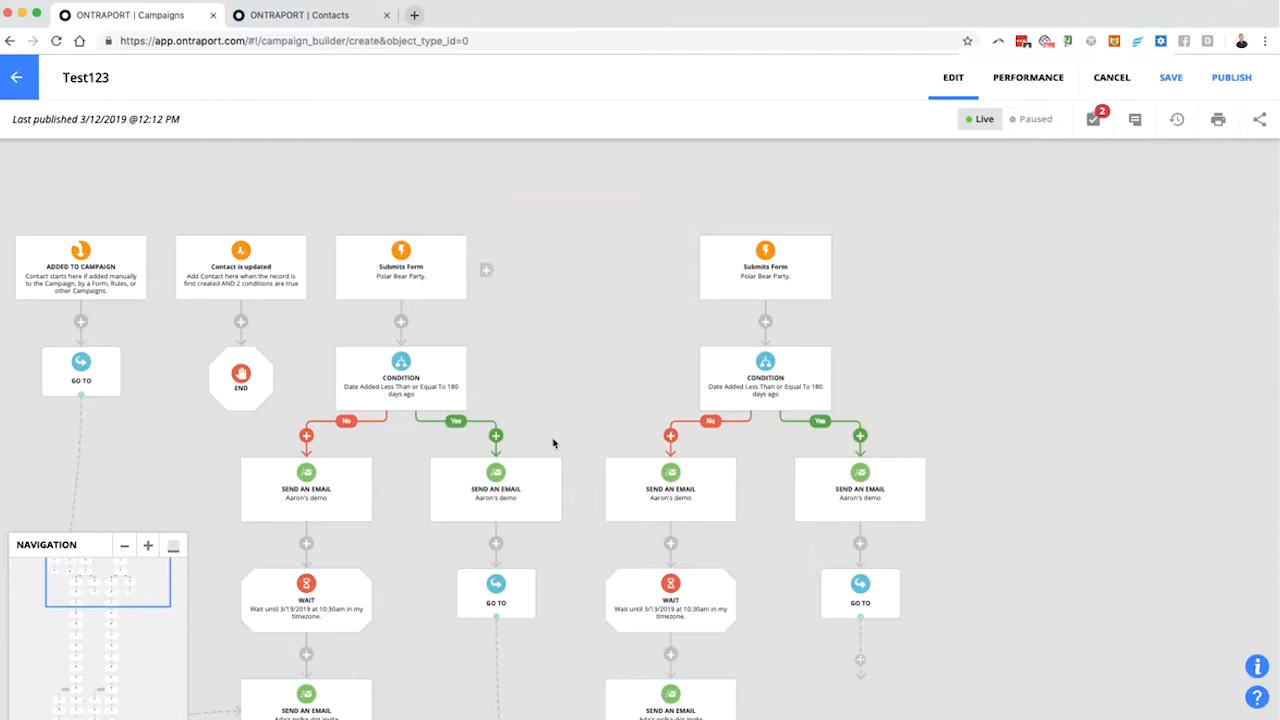 ONTRAPORT | Campaigns
ONTRAPORT | Contacts
https://app.ontraport.com/#!/campaign_builder/create&object_type_id=0
Test123
EDIT
PERFORMANCE
CANCEL
SAVE
PUBLISH
Last published 3/12/2019 @12:12 PM
Live
Paused
2
ADDED TO CAMPAIGN
Contact starts here if added manually
to the Campaign, by a Form, Rules, or
other Campaigns.
Contact is updated
Add Contact here when the record is
first created AND 2 conditions are true
Submits Form
Polar Bear Party.
Submits Form
Polar Bear Party.
GO TO
END
CONDITION
Date Added Less Than or Equal To 180
days ago
CONDITION
Date Added Less Than or Equal To 180
days ago
No
Yes
No
Yes
SEND AN EMAIL
Aaron's demo
SEND AN EMAIL
Aaron's demo
SEND AN EMAIL
Aaron's demo
SEND AN EMAIL
Aaron's demo
NAVIGATION
WAIT
Wait until 3/13/2019 at 10:30am in my
timezone.
GO TO
WAIT
Wait until 3/13/2019 at 10:30am in my
timezone.
GO TO
SEND AN EMAIL
SEND AN EMAIL